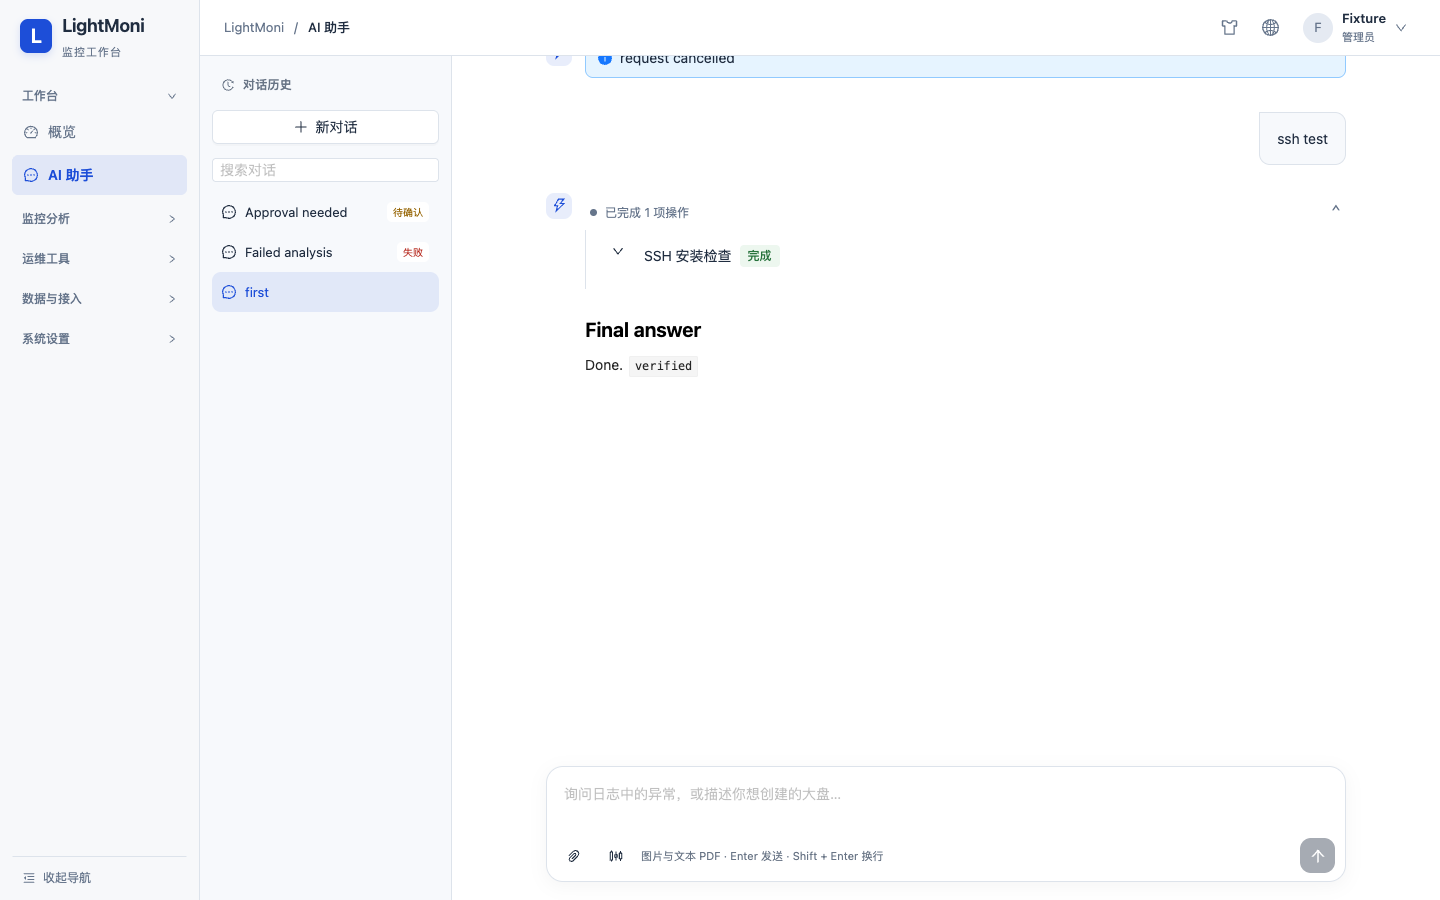 L
LightMoni
监控工作台
工作台
概览
AI 助手
监控分析
运维工具
数据与接入
系统设置
收起导航
LightMoni / AI 助手
F
Fixture
管理员
对话历史
新对话
搜索对话
Approval needed 待确认
Failed analysis 失败
first
request cancelled
ssh test
已完成 1 项操作
SSH 安装检查 完成
Final answer
Done. verified
询问日志中的异常，或描述你想创建的大盘...
图片与文本 PDF · Enter 发送 · Shift + Enter 换行